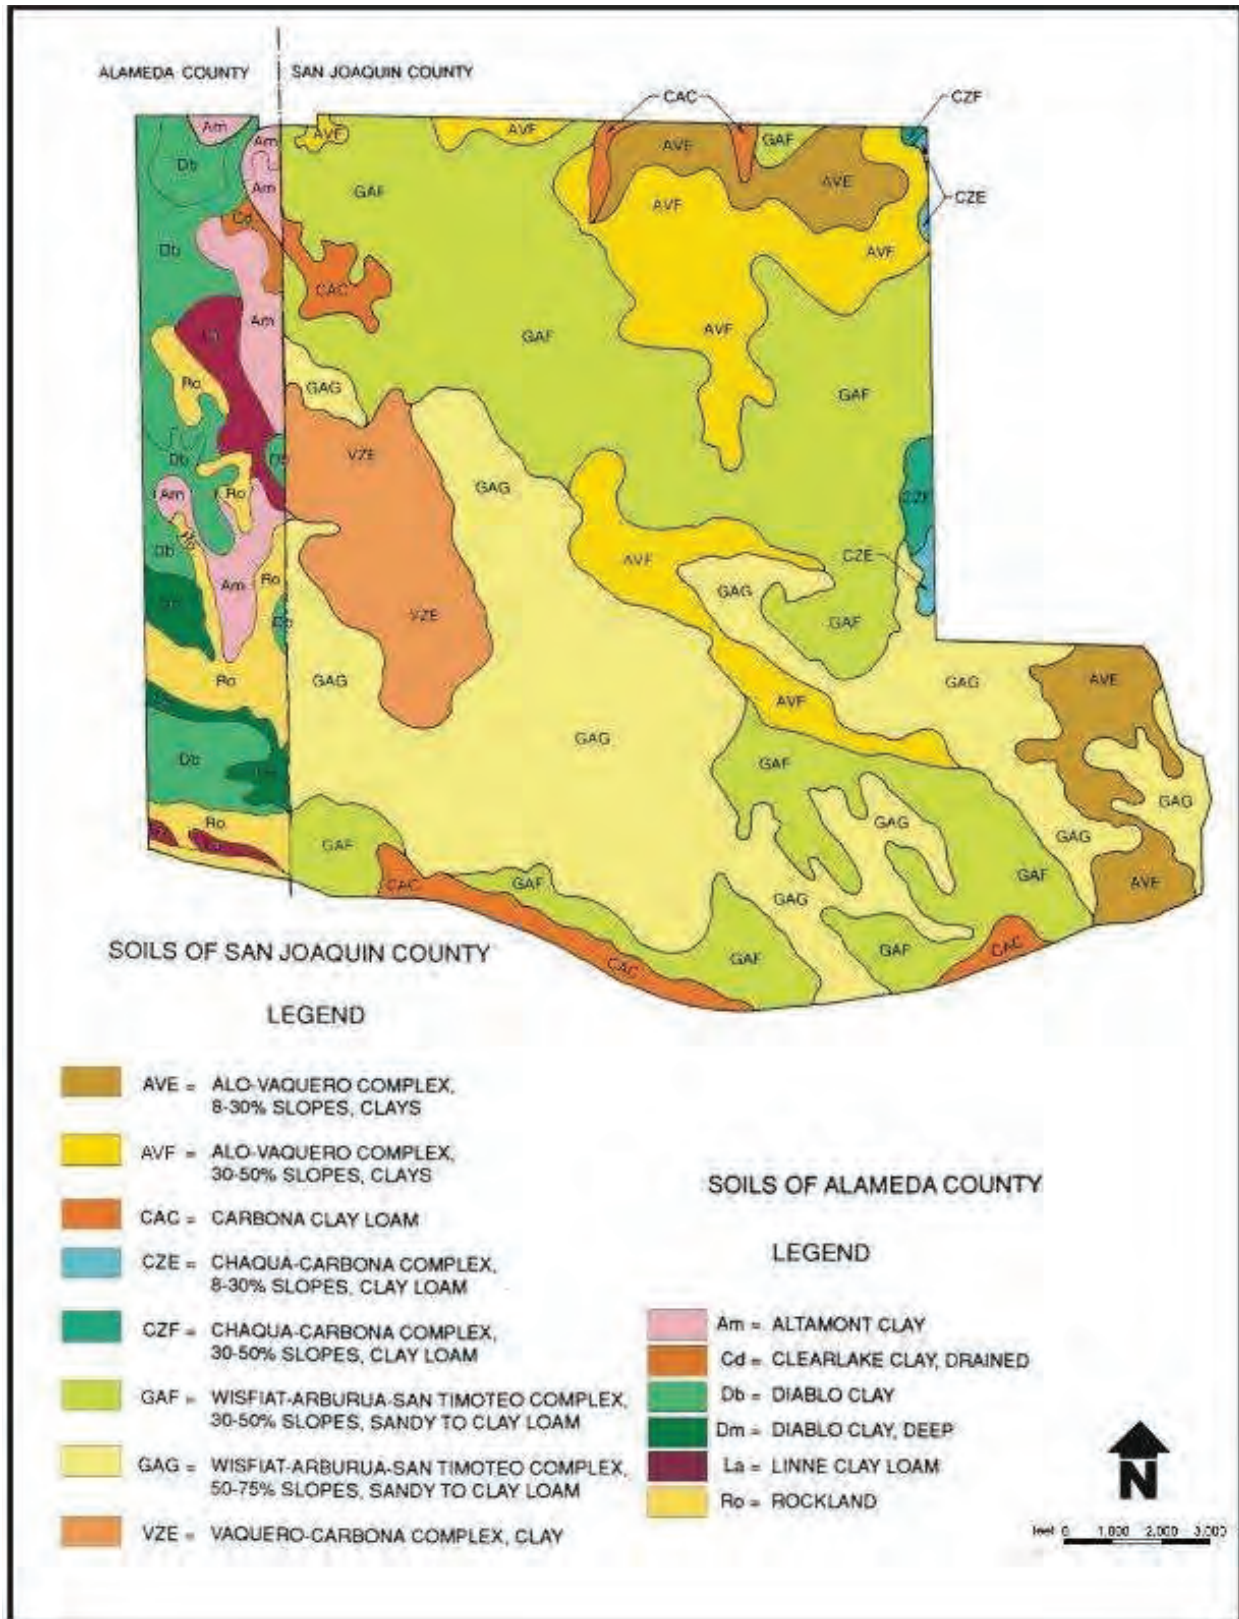 ALAMEDA COUNTY
SAN JOAQUIN COUNTY
CAC
CZF
Am
Am
AVF
AVF
AVE
GAF
Db
Am
GAF
AVF
AVE
CZE
Cd
Db
CAC
AVF
Am
GAF
AVF
Ro
GAG
GAF
VZE
Db
Db
GAG
Am
Ro
CZF
Ro
Db
AVF
CZE
Am
Ro
GAG
Dm
VZE
Db
GAF
Ro
GAG
GAG
AVE
AVF
GAG
Db
GAF
Dm
GAG
Ro
GAG
GAG
GAF
CAC
GAF
GAF
AVE
GAG
CAC
GAF
GAF
CAC
SOILS OF SAN JOAQUIN COUNTY
LEGEND
AVE = ALO-VAQUERO COMPLEX,
8-30% SLOPES, CLAYS
AVF = ALO-VAQUERO COMPLEX,
30-50% SLOPES, CLAYS
CAC = CARBONA CLAY LOAM
CZE = CHAQUA-CARBONA COMPLEX,
8-30% SLOPES, CLAY LOAM
CZF = CHAQUA-CARBONA COMPLEX,
30-50% SLOPES, CLAY LOAM
GAF = WISFIAT-ARBURUA-SAN TIMOTEO COMPLEX,
30-50% SLOPES, SANDY TO CLAY LOAM
GAG = WISFIAT-ARBURUA-SAN TIMOTEO COMPLEX,
50-75% SLOPES, SANDY TO CLAY LOAM
VZE = VAQUERO-CARBONA COMPLEX, CLAY
SOILS OF ALAMEDA COUNTY
LEGEND
Am = ALTAMONT CLAY
Cd = CLEARLAKE CLAY, DRAINED
Db = DIABLO CLAY
Dm = DIABLO CLAY, DEEP
La = LINNE CLAY LOAM
Ro = ROCKLAND
N
feet 0 1,000 2,000 3,000